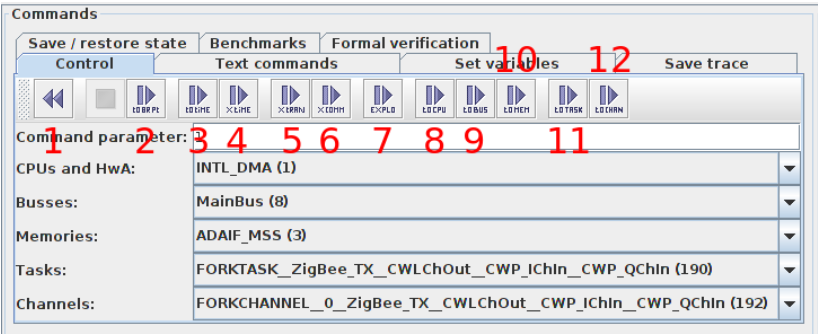 Commands
Save / restore state Benchmarks Formal verification
Control Text commands Set variables Save trace
10 12
toBRPt toTiME xTiME xTRAN xCOMM EXPLO toCPU toBUS toMEM toTASK toCHAN
Command parameter: 1
1 2 3 4 5 6 7 8 9 11
CPUs and HwA: INTL_DMA (1)
Busses: MainBus (8)
Memories: ADAIF_MSS (3)
Tasks: FORKTASK__ZigBee_TX__CWLChOut__CWP_IChIn__CWP_QChIn (190)
Channels: FORKCHANNEL__0__ZigBee_TX__CWLChOut__CWP_IChIn__CWP_QChIn (192)